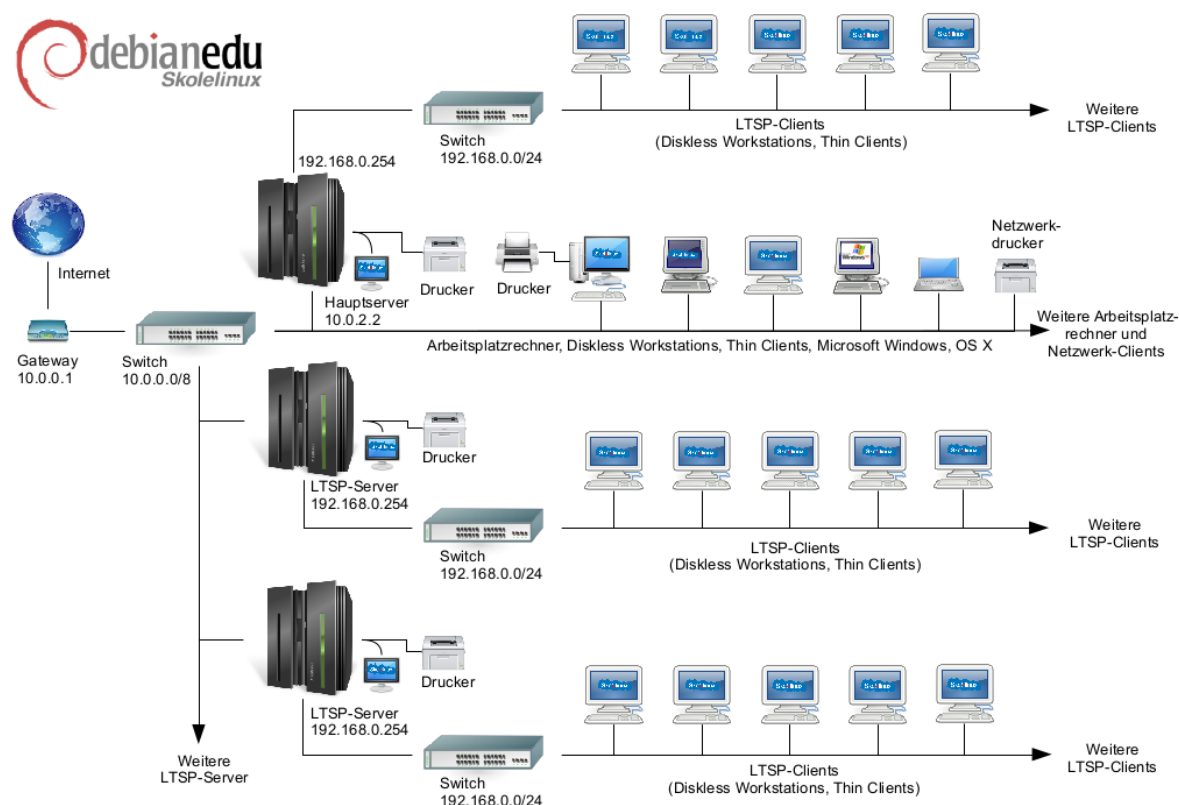 debianedu
Skolelinux
Switch
192.168.0.0/24
LTSP-Clients
(Diskless Workstations, Thin Clients)
Weitere
LTSP-Clients
192.168.0.254
Internet
Gateway
10.0.0.1
Switch
10.0.0.0/8
Hauptserver
10.0.2.2
Drucker
Drucker
Netzwerk-
drucker
Arbeitsplatzrechner, Diskless Workstations, Thin Clients, Microsoft Windows, OS X
Weitere Arbeitsplatz-
rechner und
Netzwerk-Clients
LTSP-Server
192.168.0.254
Drucker
Switch
192.168.0.0/24
LTSP-Clients
(Diskless Workstations, Thin Clients)
Weitere
LTSP-Clients
LTSP-Server
192.168.0.254
Drucker
Switch
192.168.0.0/24
LTSP-Clients
(Diskless Workstations, Thin Clients)
Weitere
LTSP-Clients
Weitere
LTSP-Server